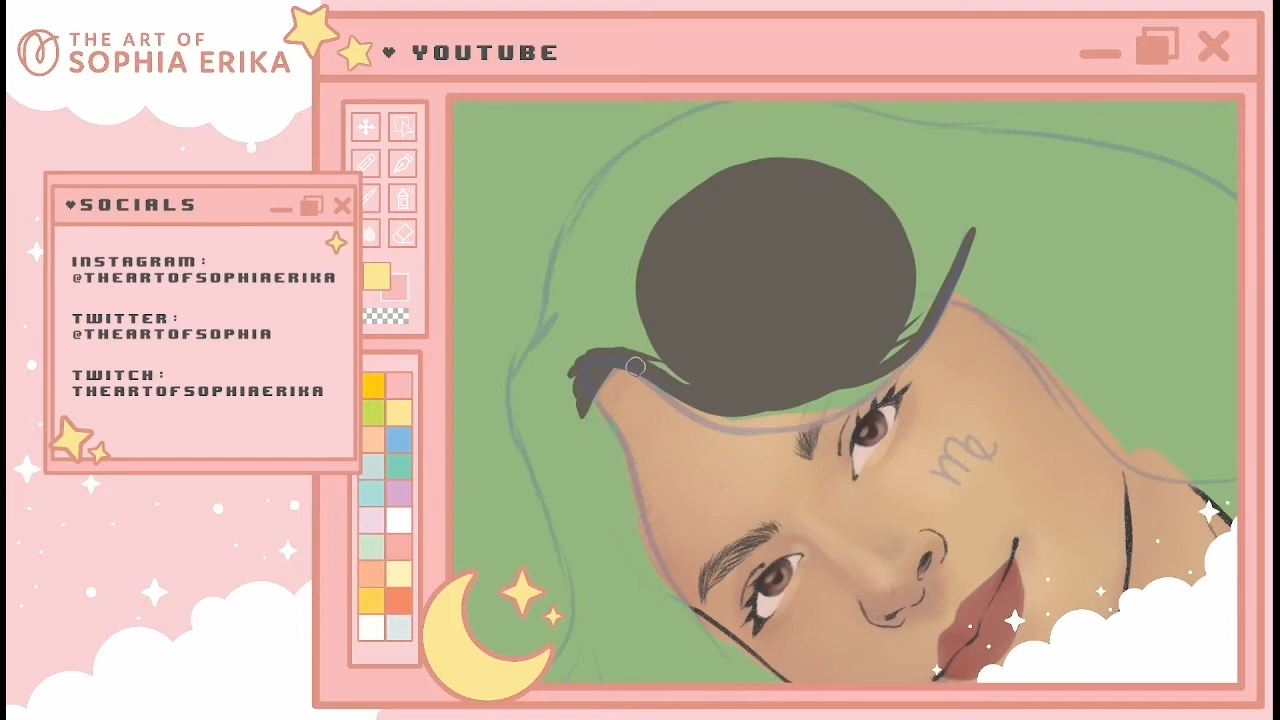 THE ART OF
SOPHIA ERIKA
YOUTUBE
SOCIALS
INSTAGRAM:
@THEARTOFSOPHIAERIKA
TWITTER:
@THEARTOFSOPHIA
TWITCH:
THEARTOFSOPHIAERIKA
me